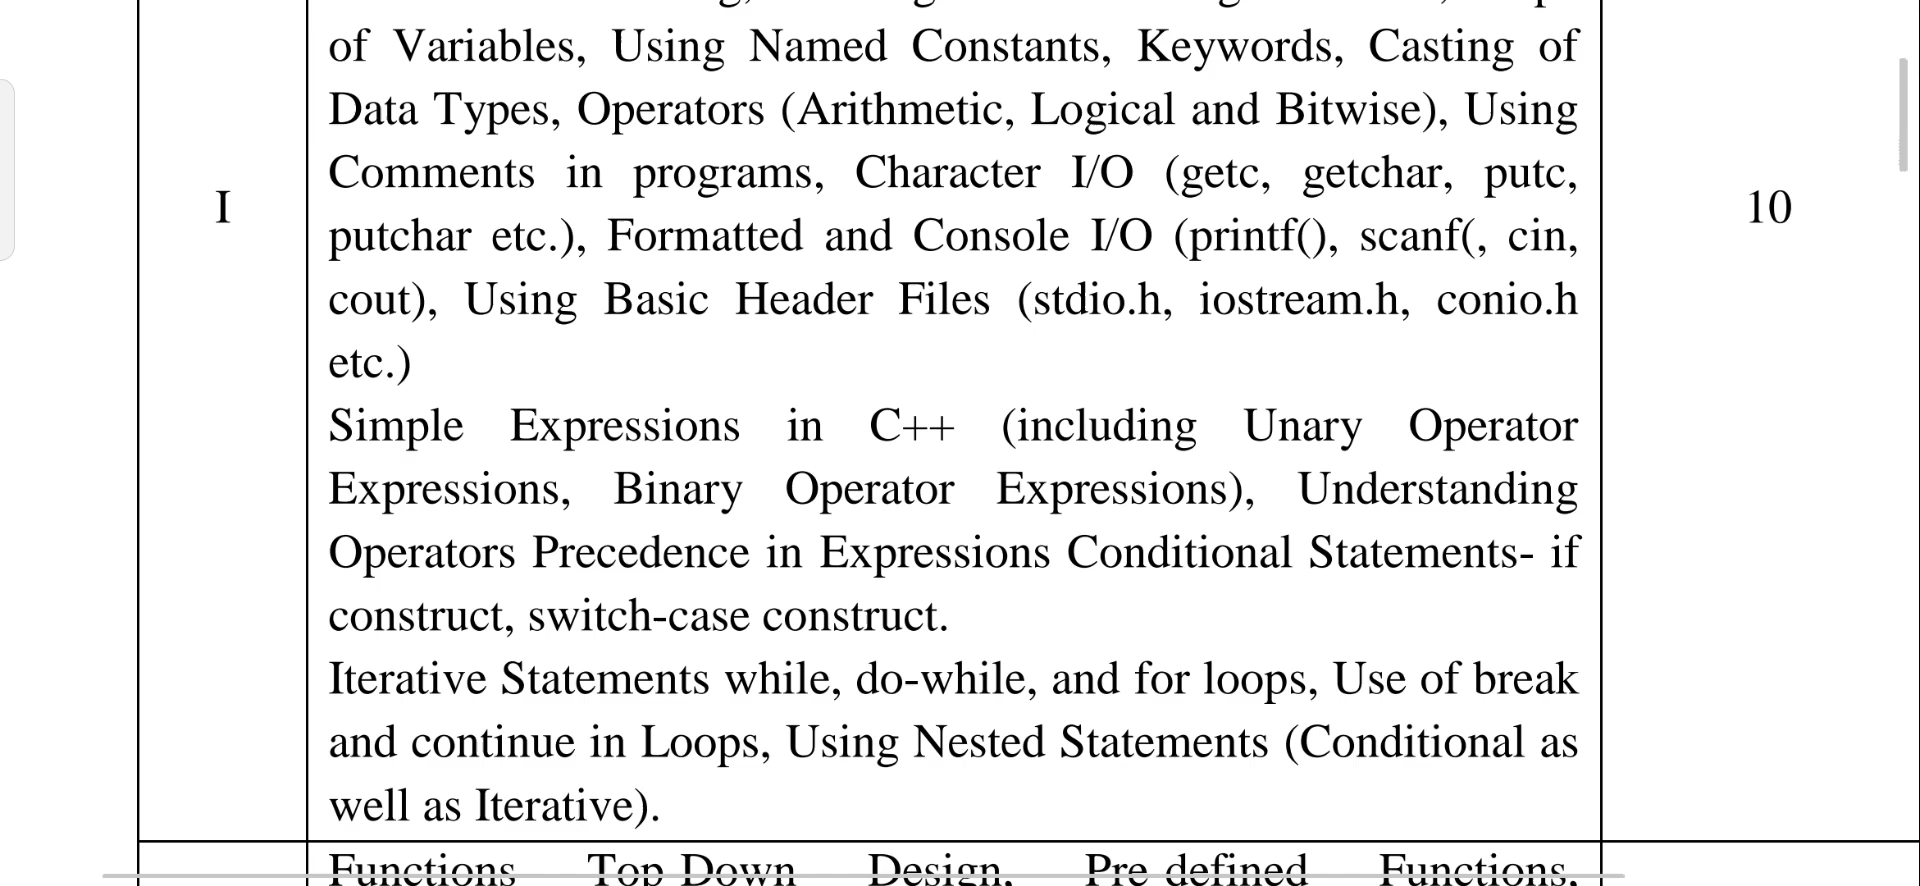 of Variables, Using Named Constants, Keywords, Casting of
Data Types, Operators (Arithmetic, Logical and Bitwise), Using
Comments in programs, Character I/O (getc, getchar, putc,
I
10
putchar etc.), Formatted and Console I/O (printf(), scanf(, cin,
cout), Using Basic Header Files (stdio.h, iostream.h, conio.h
etc.)
Simple Expressions in C++ (including Unary Operator
Expressions, Binary Operator Expressions), Understanding
Operators Precedence in Expressions Conditional Statements- if
construct, switch-case construct.
Iterative Statements while, do-while, and for loops, Use of break
and continue in Loops, Using Nested Statements (Conditional as
well as Iterative).
Functions Top Down Design, Pre defined Functions,